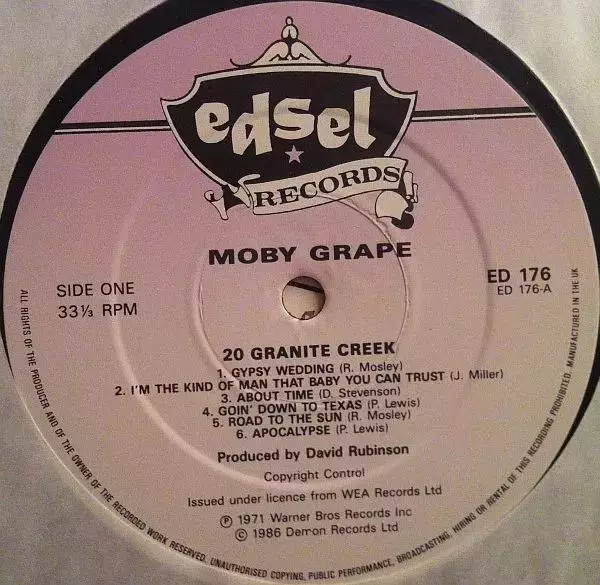 edsel
RECORDS
MOBY GRAPE
SIDE ONE
33⅓ RPM
ED 176
ED 176-A
20 GRANITE CREEK
1. GYPSY WEDDING (R. Mosley)
2. I'M THE KIND OF MAN THAT BABY YOU CAN TRUST (J. Miller)
3. ABOUT TIME (D. Stevenson)
4. GOIN' DOWN TO TEXAS (P. Lewis)
5. ROAD TO THE SUN (R. Mosley)
6. APOCALYPSE (P. Lewis)
Produced by David Rubinson
Copyright Control
Issued under licence from WEA Records Ltd
℗ 1971 Warner Bros Records Inc
© 1986 Demon Records Ltd
ALL RIGHTS OF THE PRODUCER AND OF THE OWNER OF THE RECORDED WORK RESERVED. UNAUTHORISED COPYING, PUBLIC PERFORMANCE, BROADCASTING, HIRING OR RENTAL OF THIS RECORDING PROHIBITED. MANUFACTURED IN THE UK